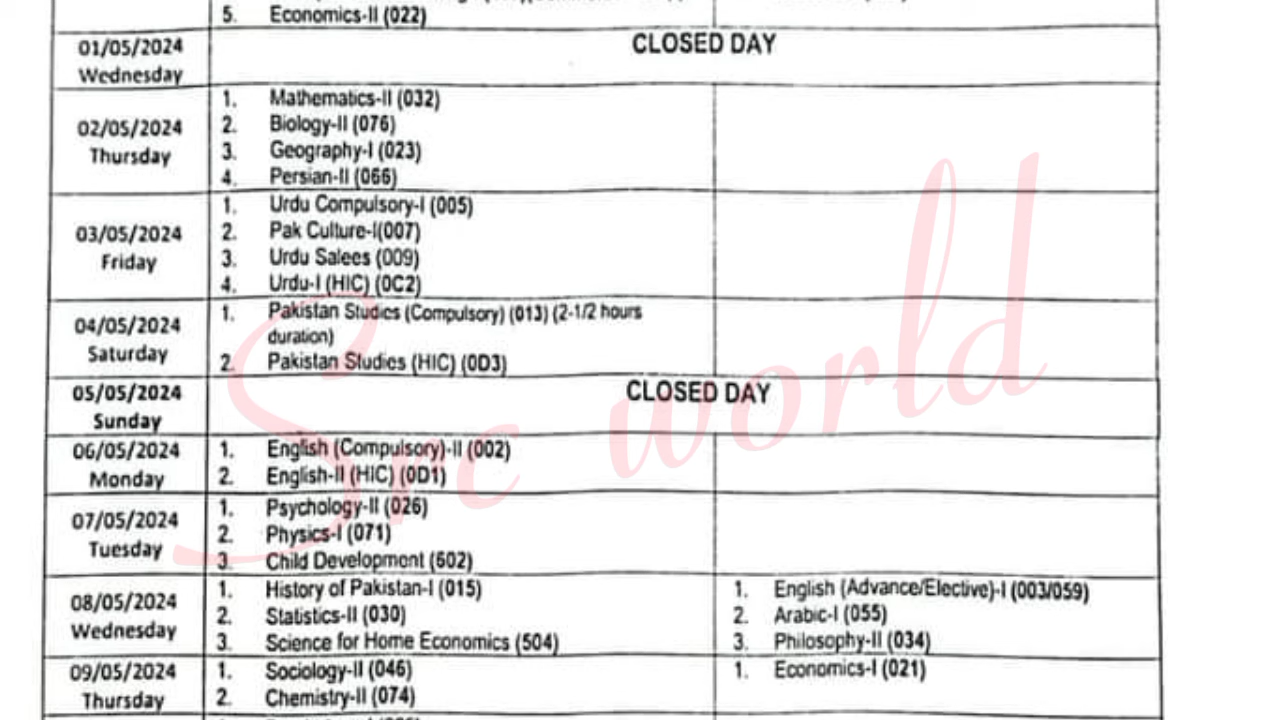 5. Economics-II (022)
01/05/2024
Wednesday
CLOSED DAY
02/05/2024
Thursday
1. Mathematics-II (032)
2. Biology-II (076)
3. Geography-I (023)
4. Persian-II (066)
03/05/2024
Friday
1. Urdu Compulsory-I (005)
2. Pak Culture-I(007)
3. Urdu Salees (009)
4. Urdu-I (HIC) (0C2)
04/05/2024
Saturday
1. Pakistan Studies (Compulsory) (013) (2-1/2 hours
duration)
2. Pakistan Studies (HIC) (0D3)
05/05/2024
Sunday
CLOSED DAY
06/05/2024
Monday
1. English (Compulsory)-II (002)
2. English-II (HIC) (0D1)
07/05/2024
Tuesday
1. Psychology-II (026)
2. Physics-I (071)
3. Child Development (602)
08/05/2024
Wednesday
1. History of Pakistan-I (015)
2. Statistics-II (030)
3. Science for Home Economics (504)
1. English (Advance/Elective)-I (003/059)
2. Arabic-I (055)
3. Philosophy-II (034)
09/05/2024
Thursday
1. Sociology-II (046)
2. Chemistry-II (074)
1. Economics-I (021)
Src world